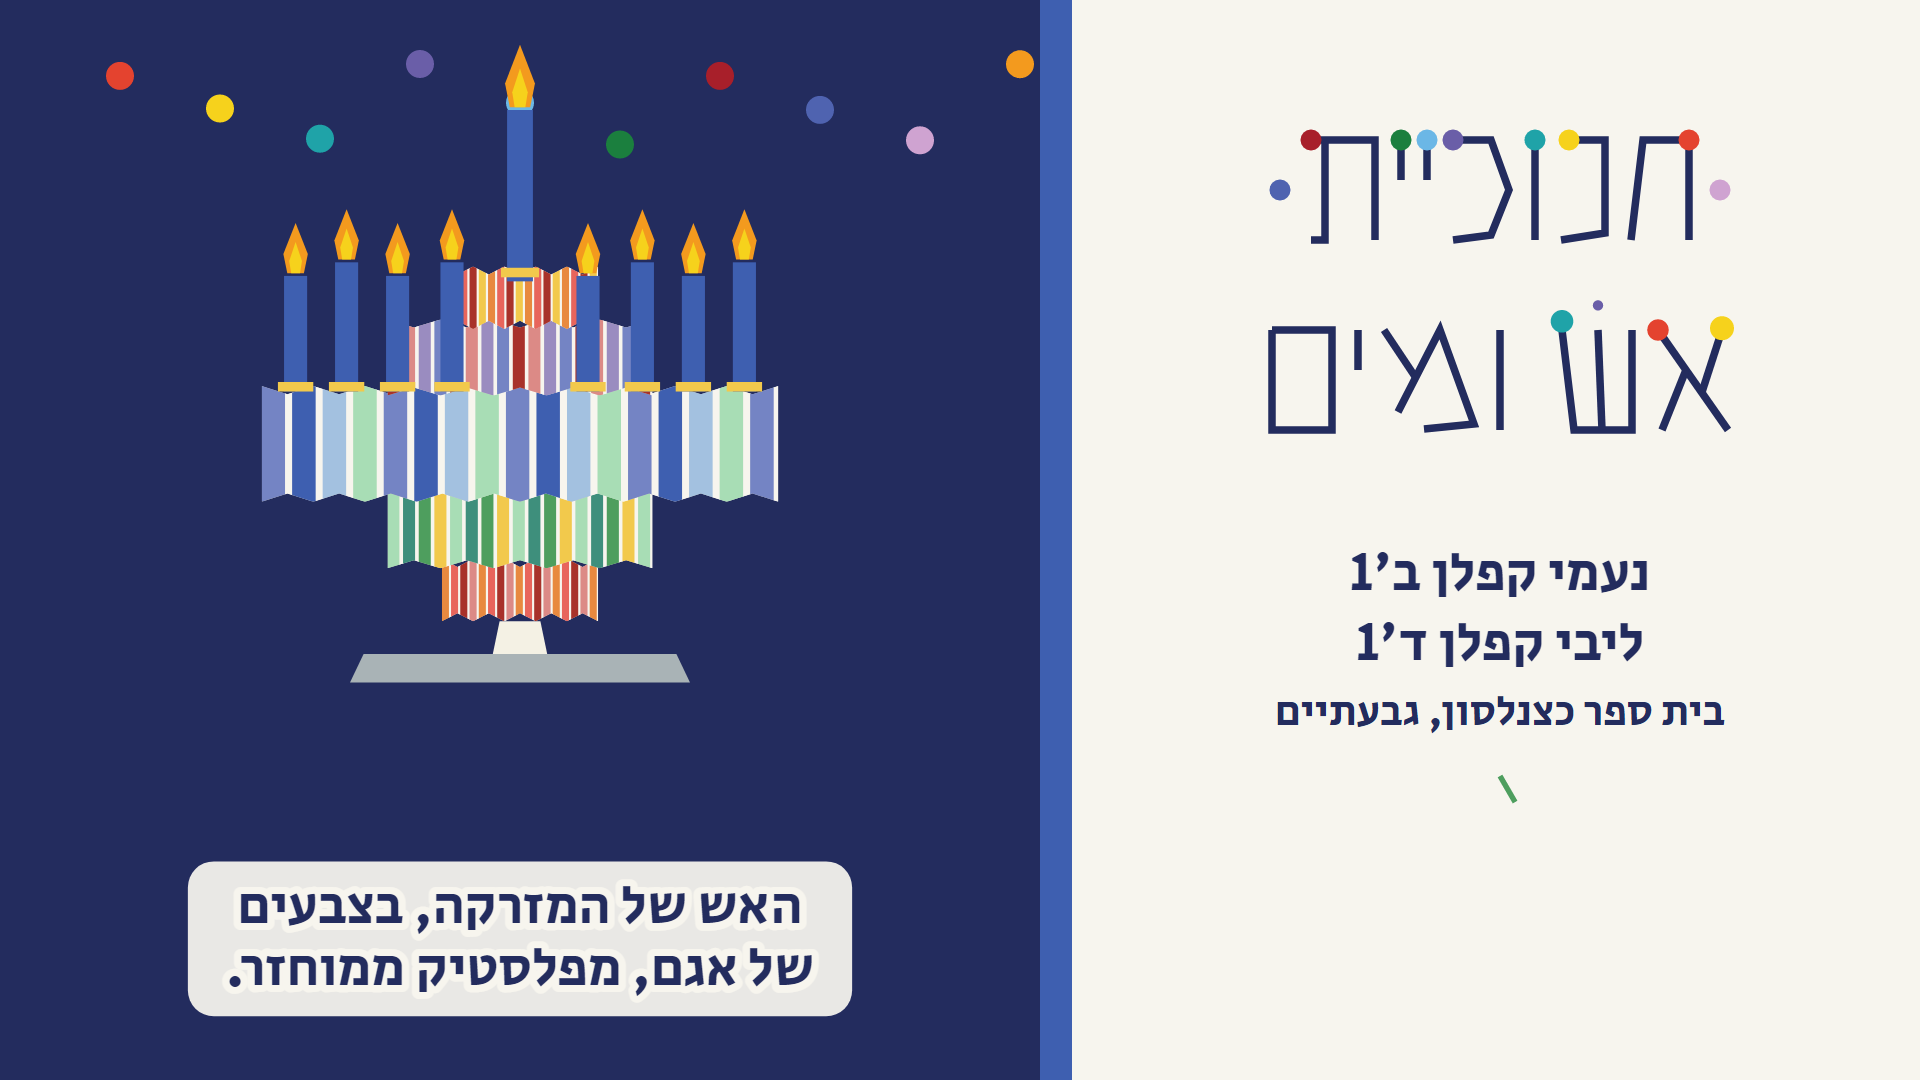 חנוכיית
אש ומים
נעמי קפלן ב’1
ליבי קפלן ד’1
בית ספר כצנלסון, גבעתיים
האש של המזרקה, בצבעים
של אגם, מפלסטיק ממוחזר.